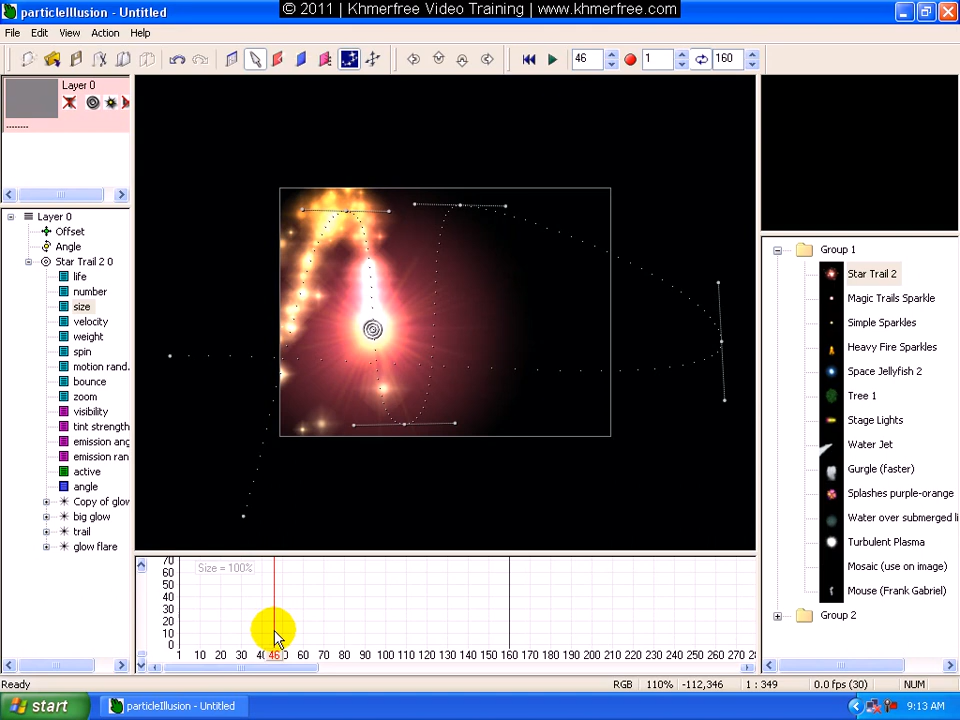 particleIllusion - Untitled
© 2011 | Khmerfree Video Training | www.khmerfree.com
File Edit View Action Help
46 1 160
Layer 0
Layer 0
Offset
Angle
Star Trail 2 0
life
number
size
velocity
weight
spin
motion rand.
bounce
zoom
visibility
tint strength
emission ang
emission ran
active
angle
Copy of glow
big glow
trail
glow flare
Group 1
Star Trail 2
Magic Trails Sparkle
Simple Sparkles
Heavy Fire Sparkles
Space Jellyfish 2
Tree 1
Stage Lights
Water Jet
Gurgle (faster)
Splashes purple-orange
Water over submerged li
Turbulent Plasma
Mosaic (use on image)
Mouse (Frank Gabriel)
Group 2
Size = 100%
70
60
50
40
30
20
10
0
1 10 20 30 46 50 60 70 80 90 100 110 120 130 140 150 160 170 180 190 200 210 220 230 240 250 260 270 28
Ready RGB 110% -112,346 1 : 349 0.0 fps (30) NUM
start particleIllusion - Untitled 9:13 AM